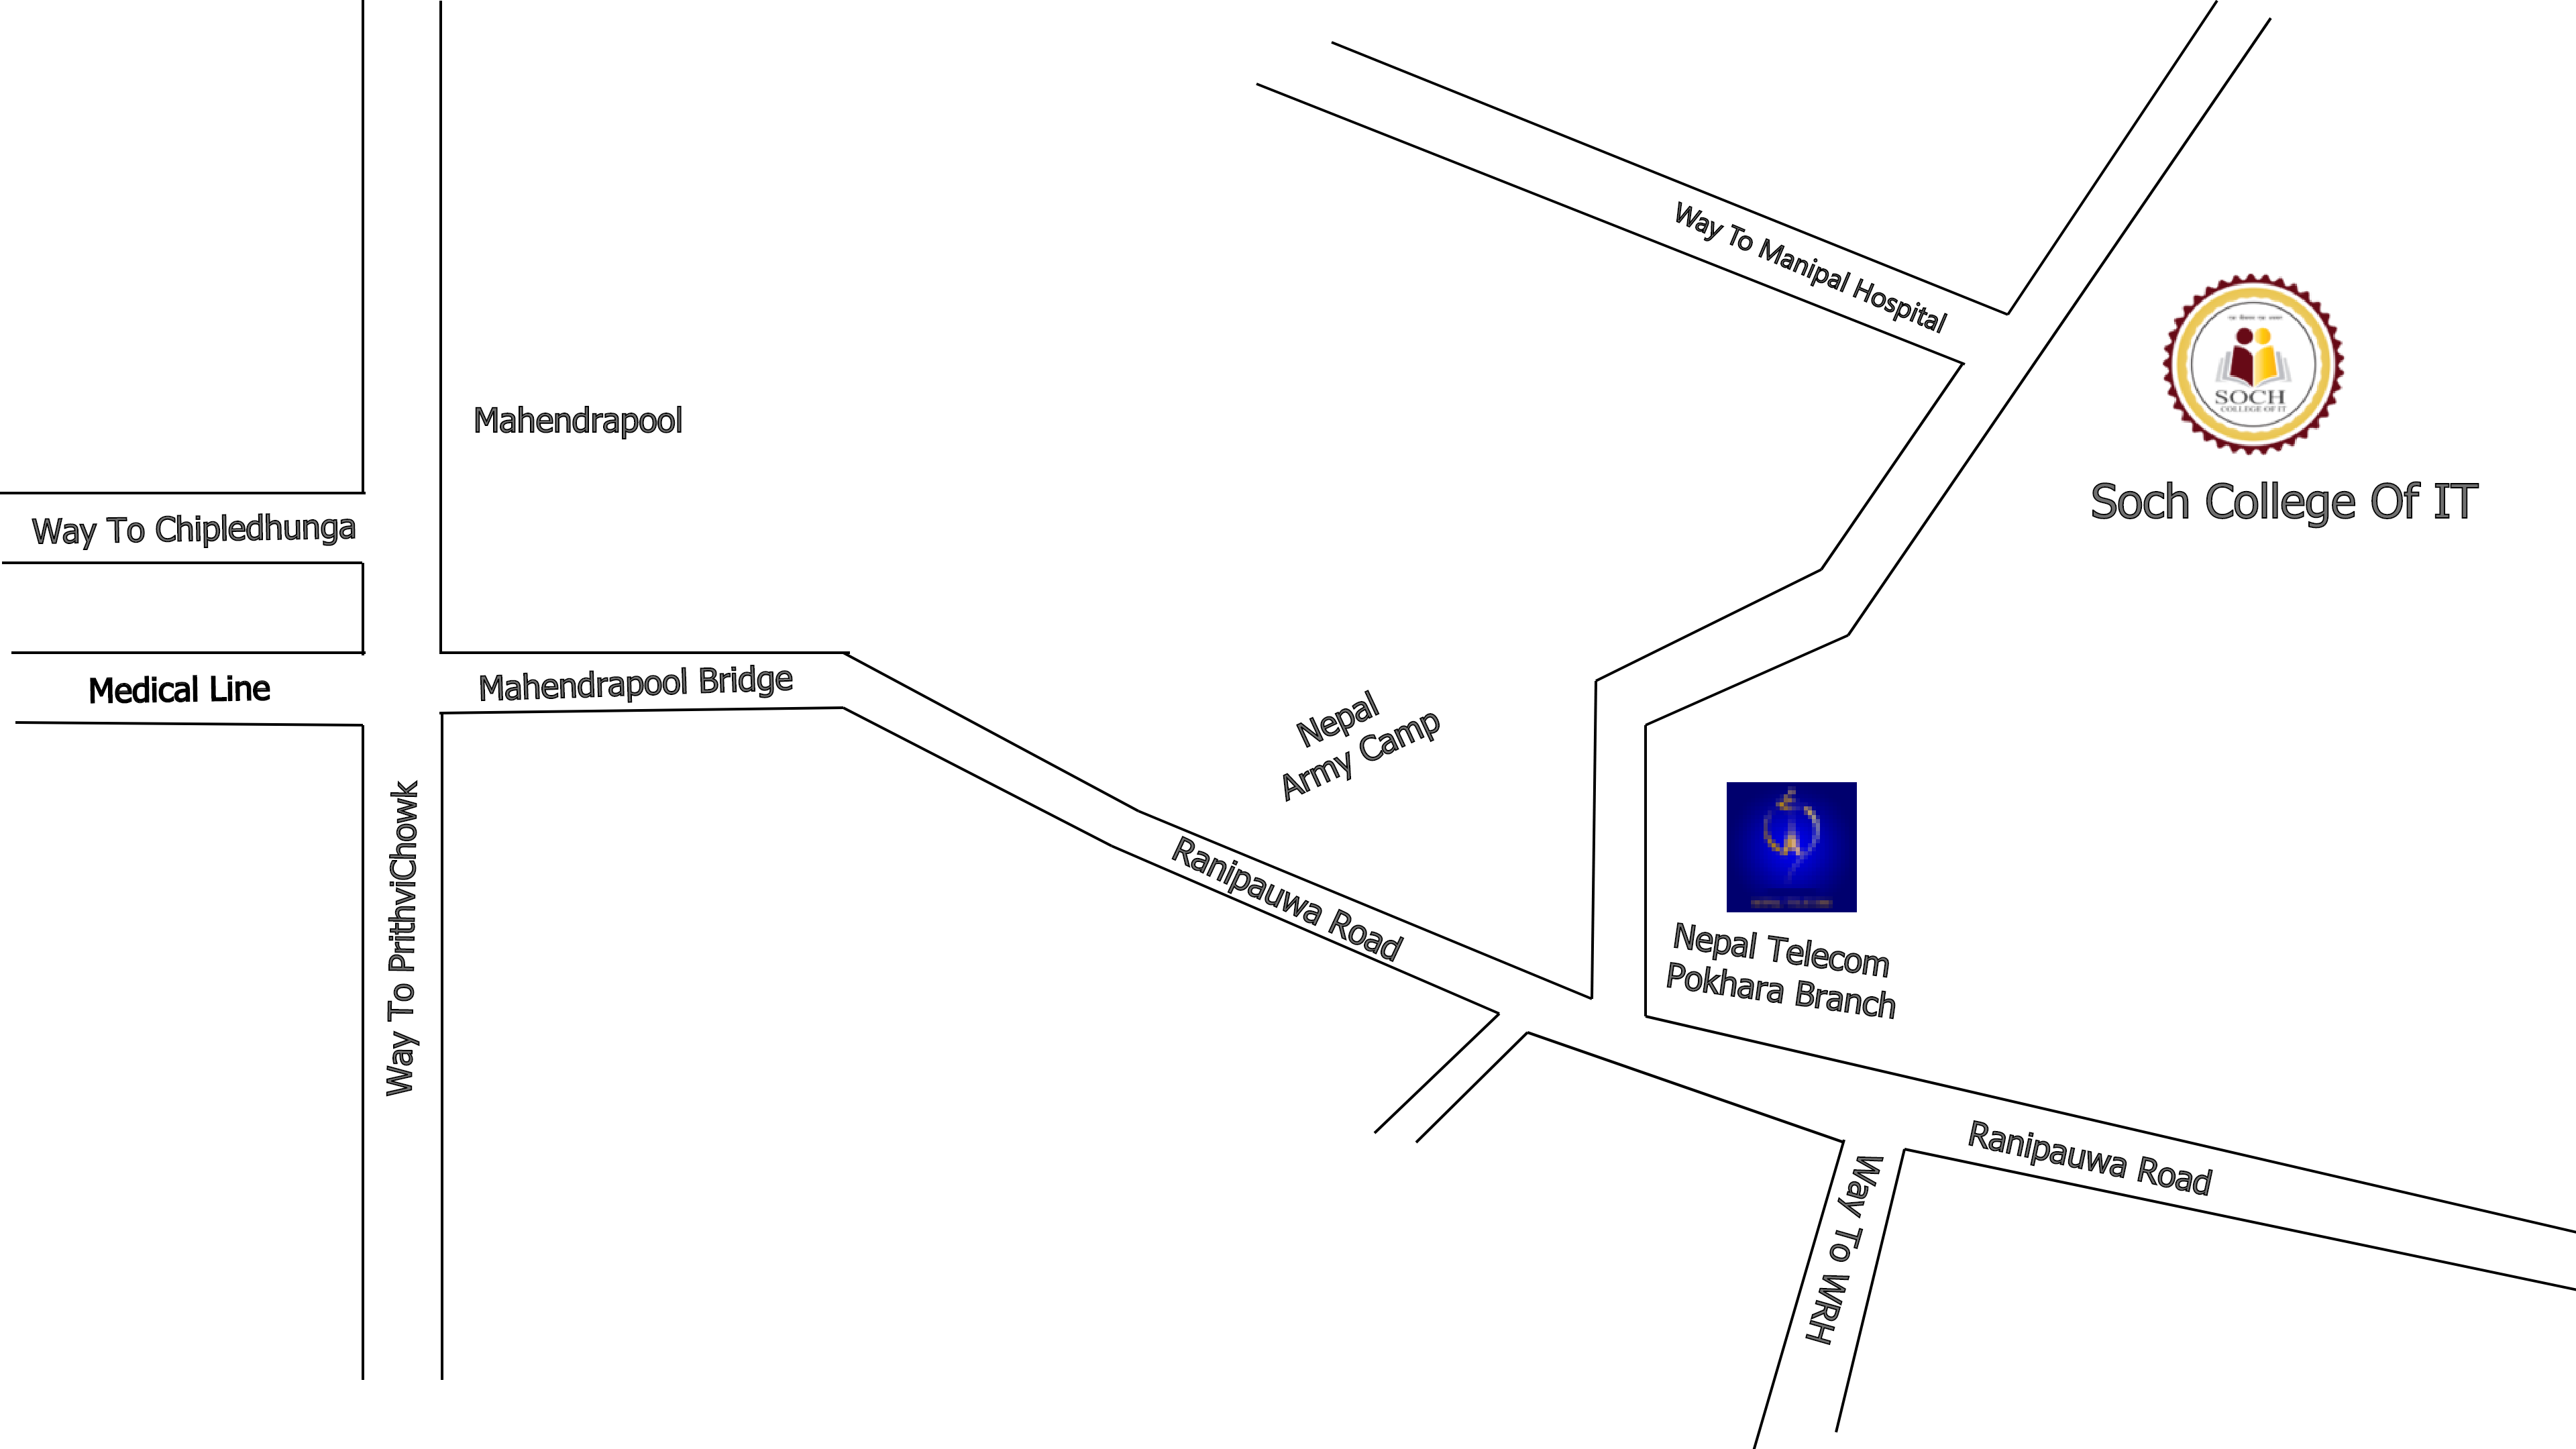 Way To Manipal Hospital
SOCH
COLLEGE OF IT
Soch College Of IT
Mahendrapool
Way To Chipledhunga
Medical Line
Mahendrapool Bridge
Nepal
Army Camp
Way To PrithviChowk
Ranipauwa Road
Nepal Telecom
Pokhara Branch
Ranipauwa Road
Way To WRH